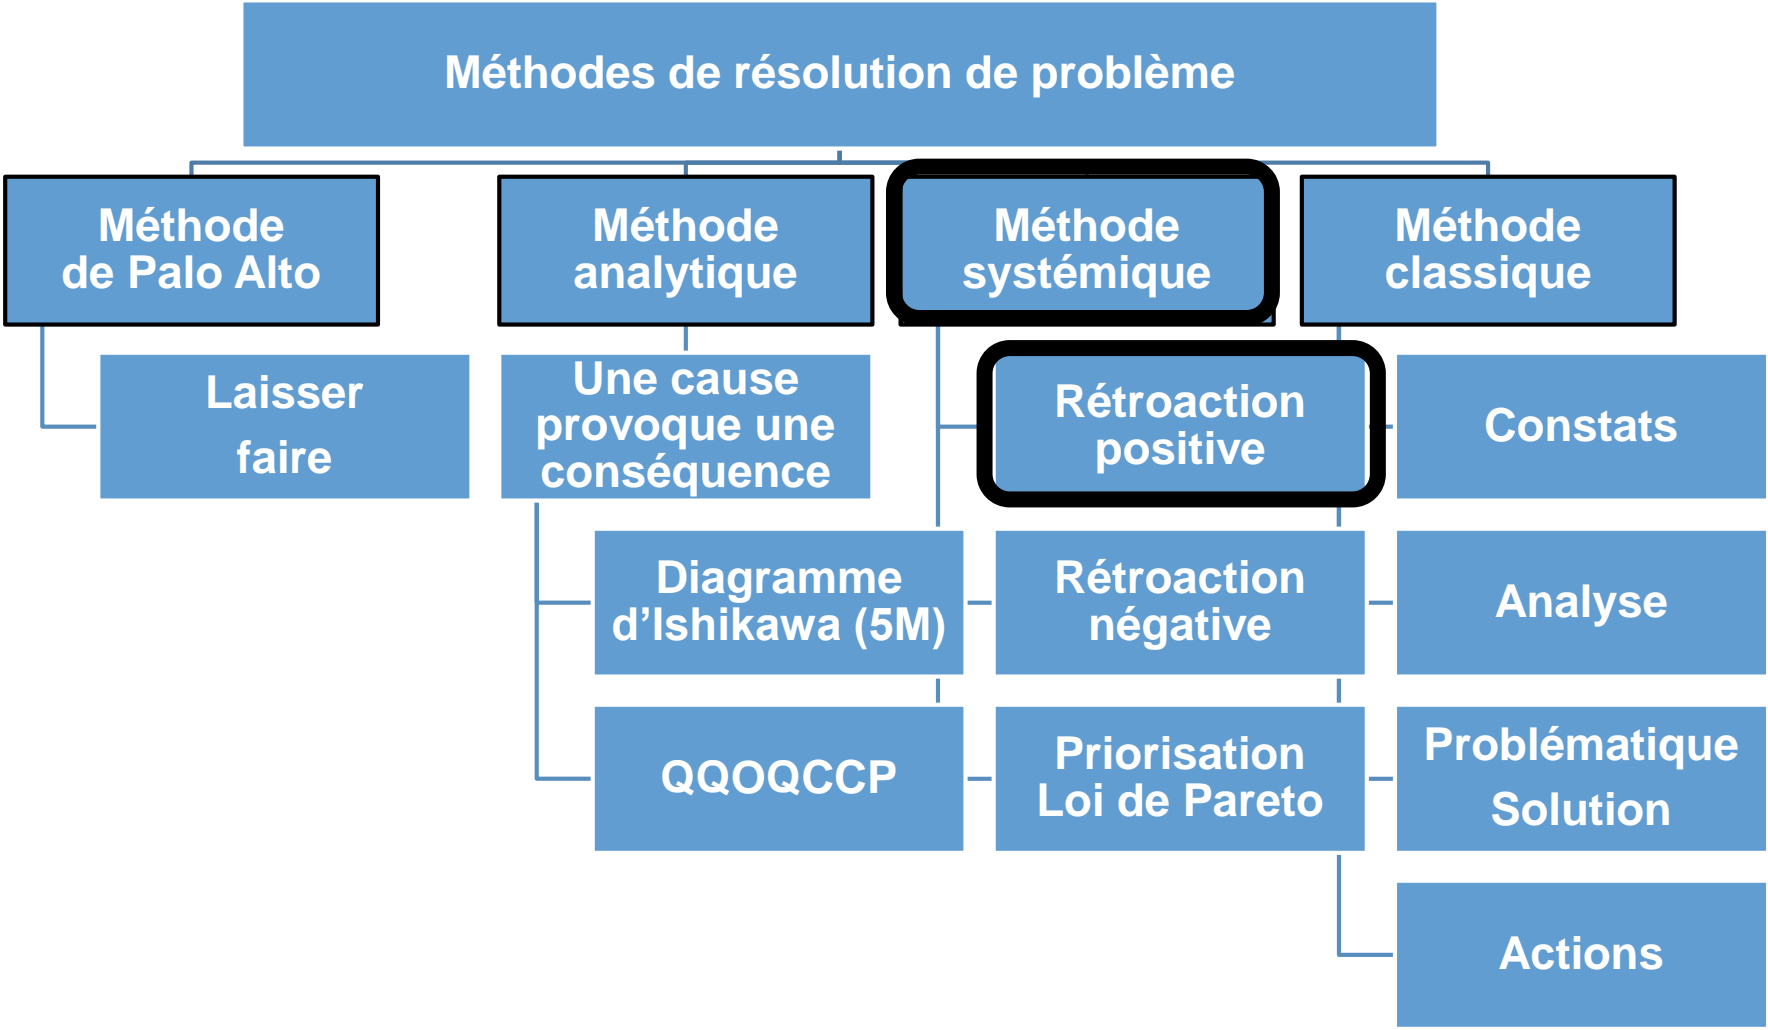 Méthodes de résolution de problème
Méthode
de Palo Alto
Méthode
analytique
Méthode
systémique
Méthode
classique
Laisser
faire
Une cause
provoque une
conséquence
Rétroaction
positive
Constats
Diagramme
d’Ishikawa (5M)
Rétroaction
négative
Analyse
QQOQCCP
Priorisation
Loi de Pareto
Problématique
Solution
Actions